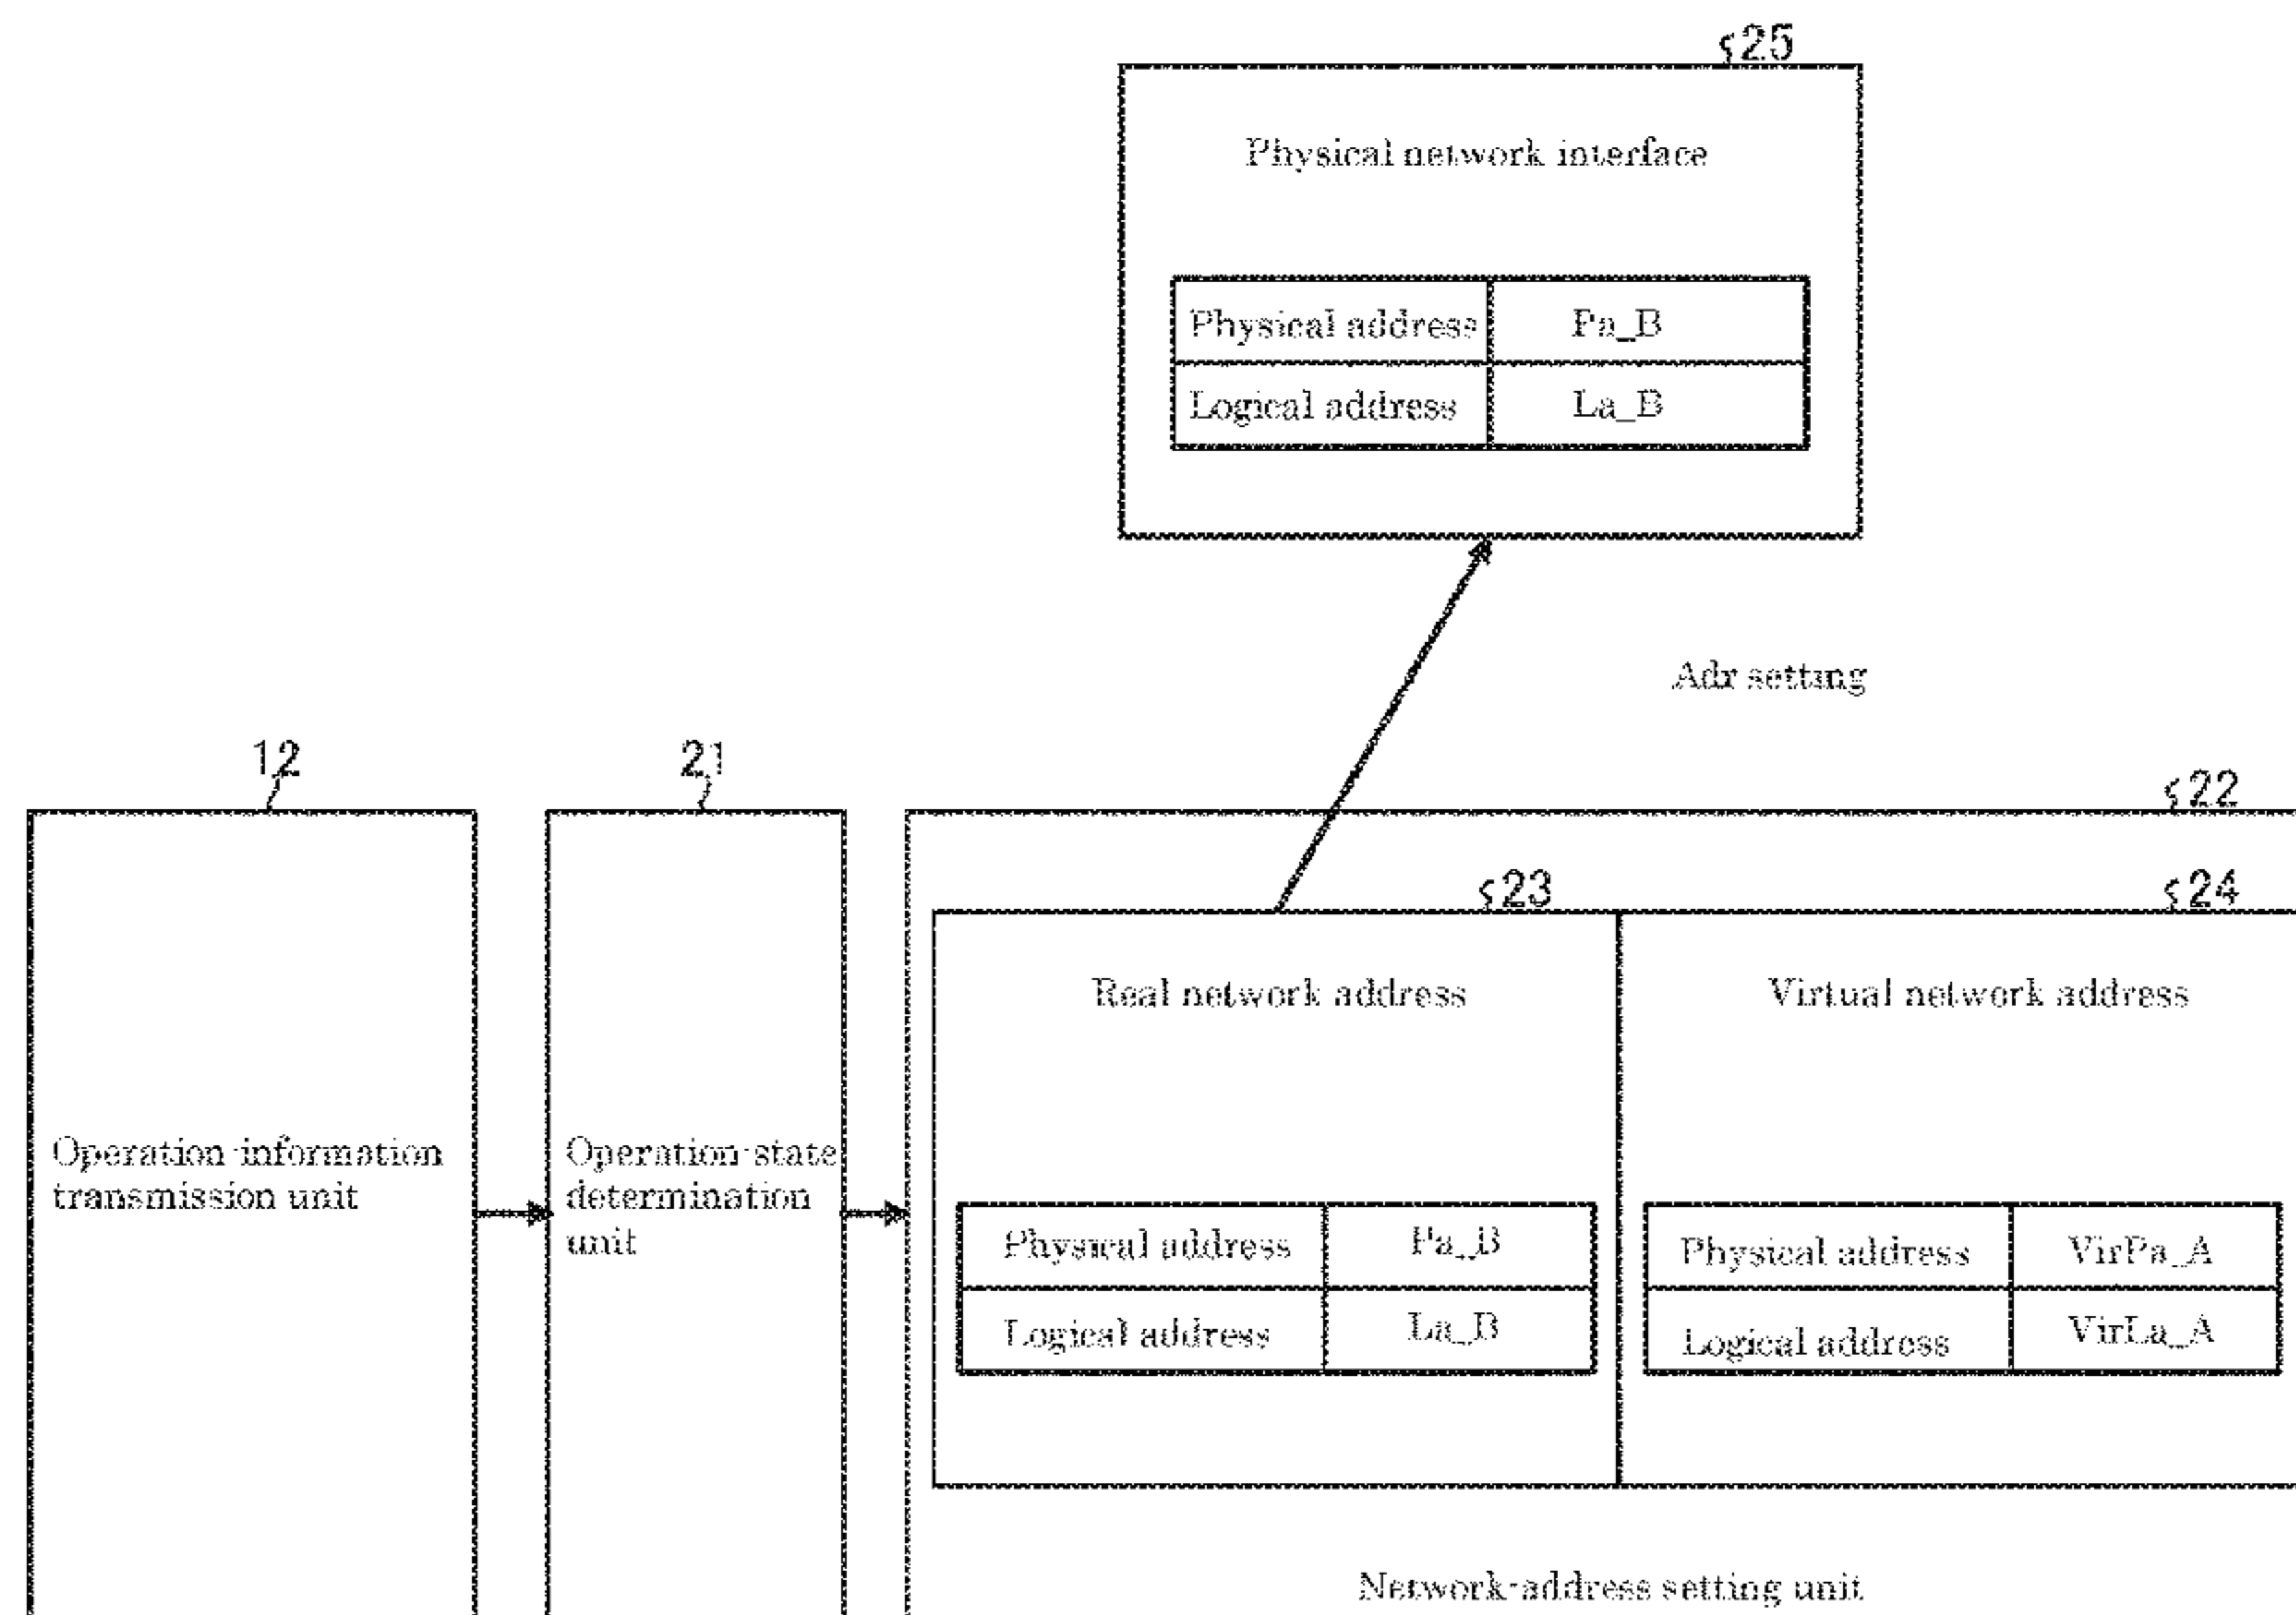 25
Physical network interface
Physical address Pa_B
Logical address La_B
Adr setting
12
21
22
23
24
Real network address
Virtual network address
Operation-information
transmission unit
Operation-state
determination
unit
Physical address Pa_B
Logical address La_B
Physical address VirPa_A
Logical address VirLa_A
Network-address setting unit